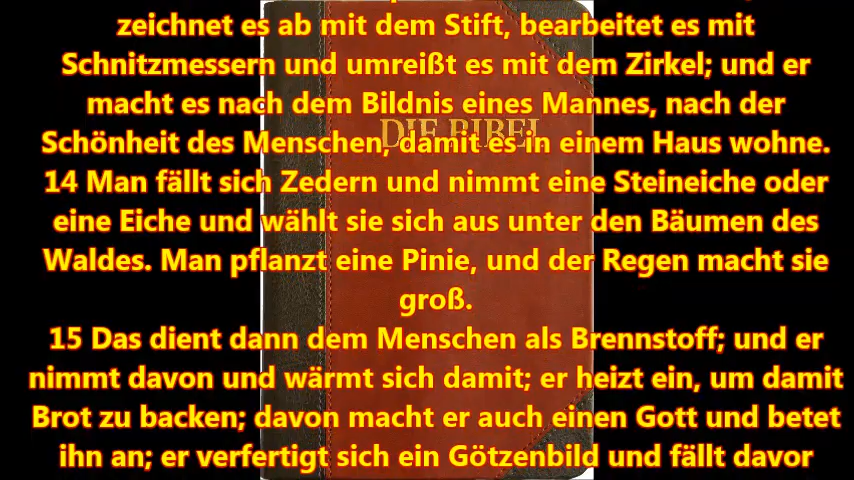 zeichnet es ab mit dem Stift, bearbeitet es mit
Schnitzmessern und umreißt es mit dem Zirkel; und er
macht es nach dem Bildnis eines Mannes, nach der
DIE BIBEL
Schönheit des Menschen, damit es in einem Haus wohne.
14 Man fällt sich Zedern und nimmt eine Steineiche oder
eine Eiche und wählt sie sich aus unter den Bäumen des
Waldes. Man pflanzt eine Pinie, und der Regen macht sie
groß.
15 Das dient dann dem Menschen als Brennstoff; und er
nimmt davon und wärmt sich damit; er heizt ein, um damit
Brot zu backen; davon macht er auch einen Gott und betet
ihn an; er verfertigt sich ein Götzenbild und fällt davor